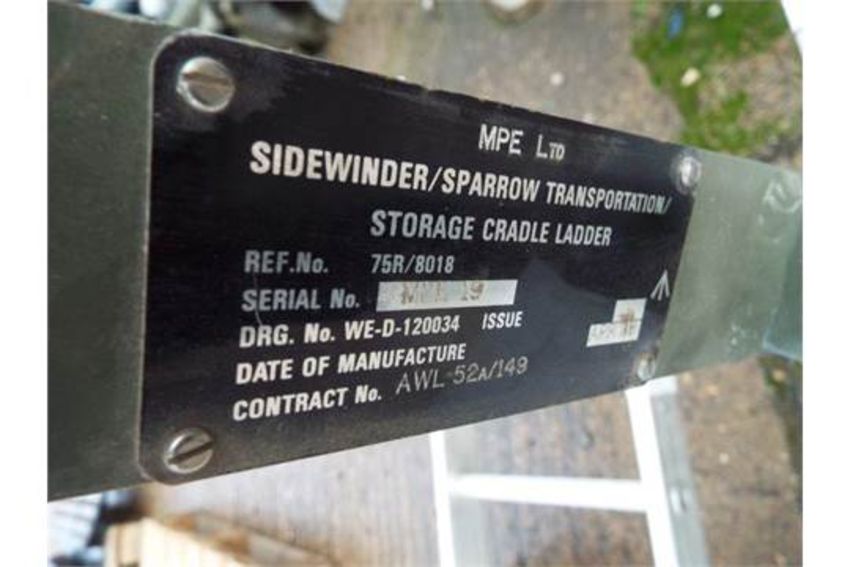 MPE LTD
SIDEWINDER/SPARROW TRANSPORTATION/
STORAGE CRADLE LADDER
REF.No. 75R/8018
SERIAL No. 19
DRG. No. WE-D-120034 ISSUE
DATE OF MANUFACTURE
CONTRACT No. AWL-52A/149